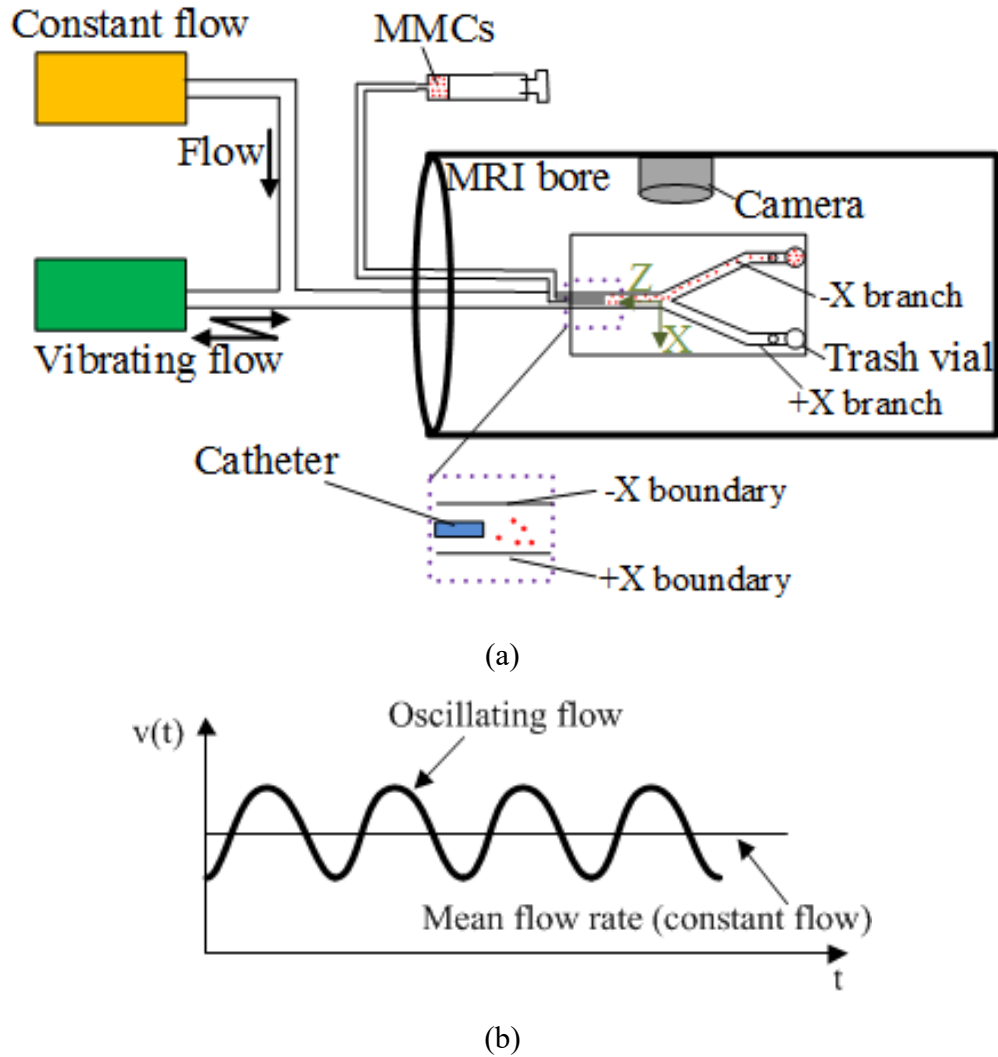 Constant flow
MMCs
Flow
MRI bore
Camera
Z
-X branch
X
Vibrating flow
Trash vial
+X branch
Catheter
-X boundary
+X boundary
(a)
v(t)
Oscillating flow
Mean flow rate (constant flow)
t
(b)